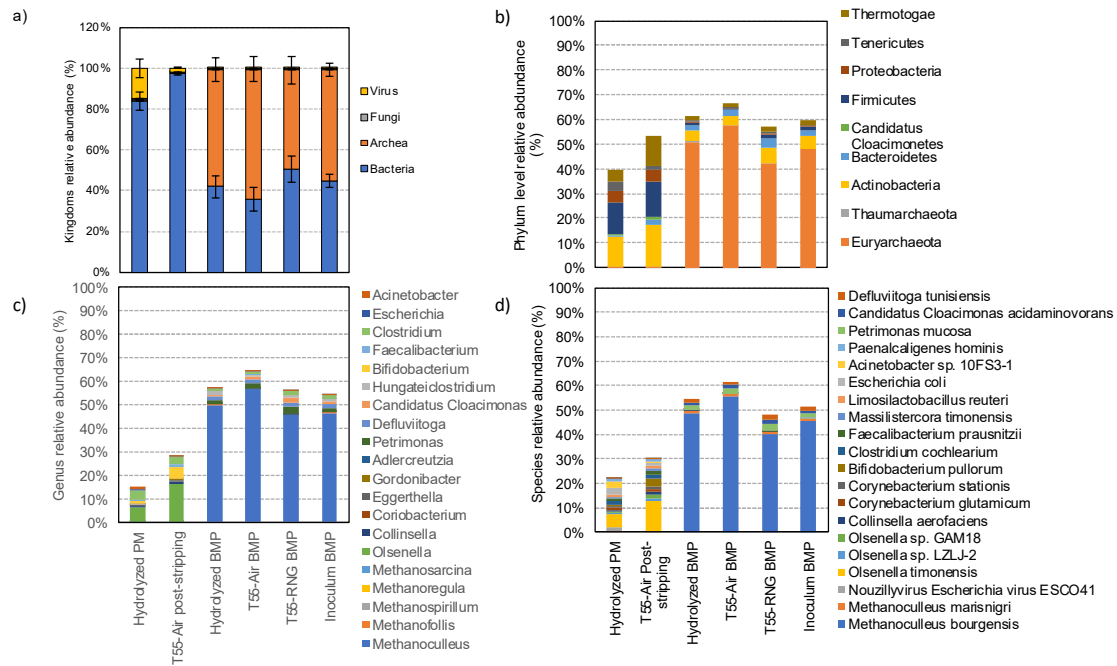 a)
Kingdoms relative abundance (%)
120%
100%
80%
60%
40%
20%
0%
Virus
Fungi
Archea
Bacteria
b)
Phylum level relative abdundance
(%)
100%
90%
80%
70%
60%
50%
40%
30%
20%
10%
0%
Thermotogae
Tenericutes
Proteobacteria
Firmicutes
Candidatus
Cloacimonetes
Bacteroidetes
Actinobacteria
Thaumarchaeota
Euryarchaeota
c)
Genus relative abundance (%)
100%
90%
80%
70%
60%
50%
40%
30%
20%
10%
0%
Hydrolyzed PM
T55-Air post-stripping
Hydrolyzed BMP
T55-Air BMP
T55-RNG BMP
Inoculum BMP
Acinetobacter
Escherichia
Clostridium
Faecalibacterium
Bifidobacterium
Hungateiclostridium
Candidatus Cloacimonas
Defluviitoga
Petrimonas
Adlercreutzia
Gordonibacter
Eggerthella
Coriobacterium
Collinsella
Olsenella
Methanosarcina
Methanoregula
Methanospirillum
Methanofollis
Methanoculleus
d)
Species relative abundance (%)
100%
90%
80%
70%
60%
50%
40%
30%
20%
10%
0%
Hydrolyzed PM
T55-Air Post-
stripping
Hydrolyzed BMP
T55-Air BMP
T55-RNG BMP
Inoculum BMP
Defluviitoga tunisiensis
Candidatus Cloacimonas acidaminovorans
Petrimonas mucosa
Paenalcaligenes hominis
Acinetobacter sp. 10FS3-1
Escherichia coli
Limosilactobacillus reuteri
Massilistercora timonensis
Faecalibacterium prausnitzii
Clostridium cochlearium
Bifidobacterium pullorum
Corynebacterium stationis
Corynebacterium glutamicum
Collinsella aerofaciens
Olsenella sp. GAM18
Olsenella sp. LZLJ-2
Olsenella timonensis
Nouzillyvirus Escherichia virus ESCO41
Methanoculleus marisnigri
Methanoculleus bourgensis